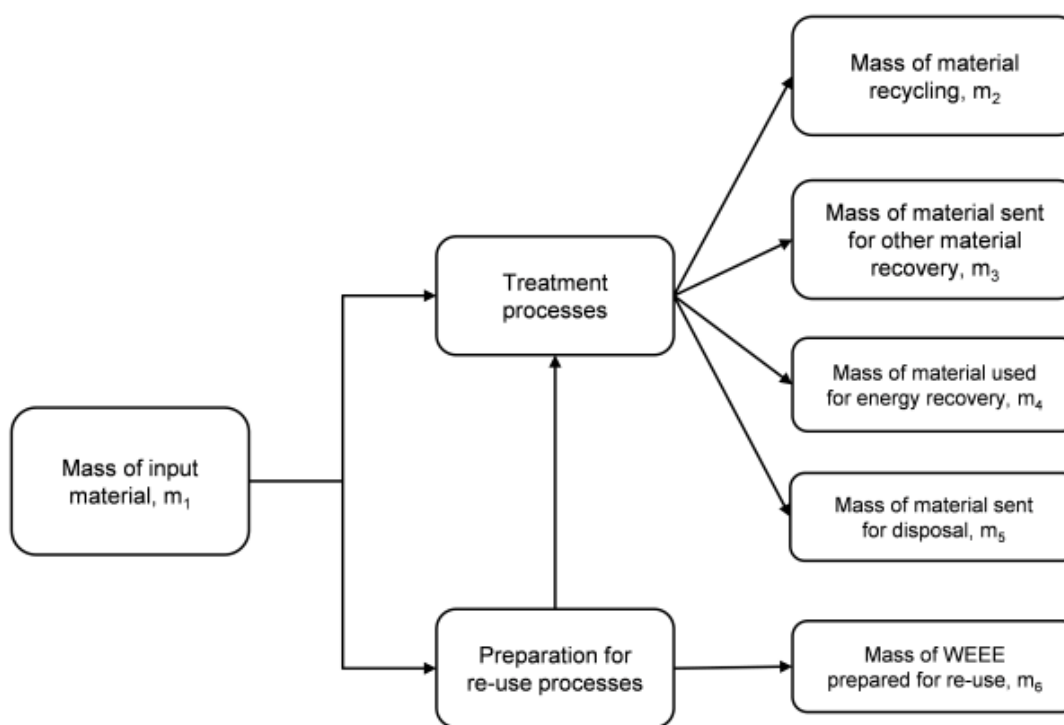 Mass of material
recycling, m₂
Mass of material sent
for other material
recovery, m₃
Treatment
processes
Mass of material used
for energy recovery, m₄
Mass of input
material, m₁
Mass of material sent
for disposal, m₅
Preparation for
re-use processes
Mass of WEEE
prepared for re-use, m₆